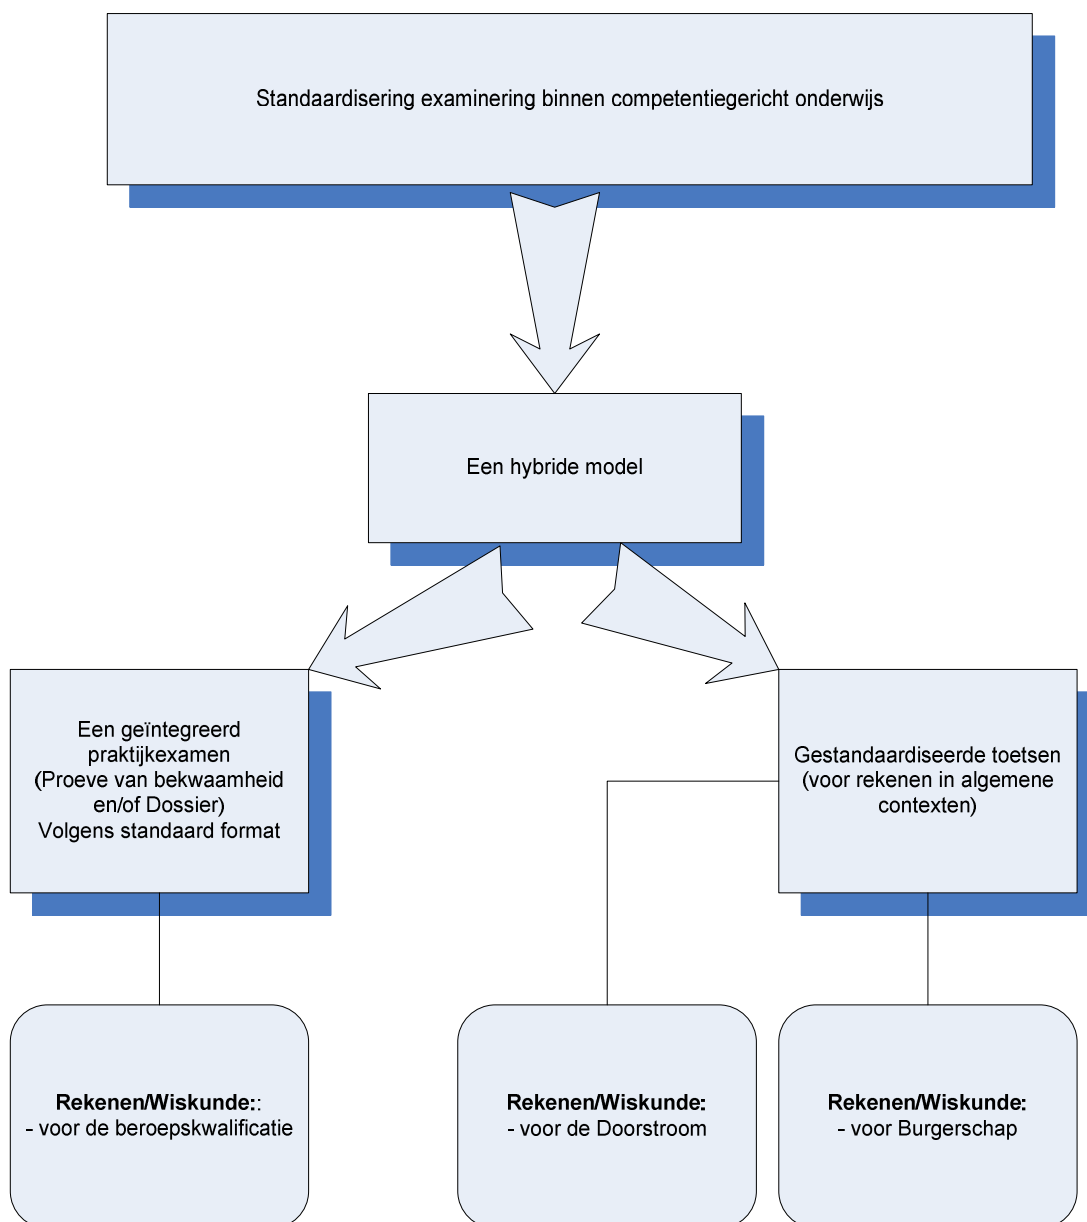 Standaardisering examinering binnen competentiegericht onderwijs
Een hybride model
Een geïntegreerd
praktijkexamen
(Proeve van bekwaamheid
en/of Dossier)
Volgens standaard format
Gestandaardiseerde toetsen
(voor rekenen in algemene
contexten)
Rekenen/Wiskunde::
- voor de beroepskwalificatie
Rekenen/Wiskunde:
- voor de Doorstroom
Rekenen/Wiskunde:
- voor Burgerschap